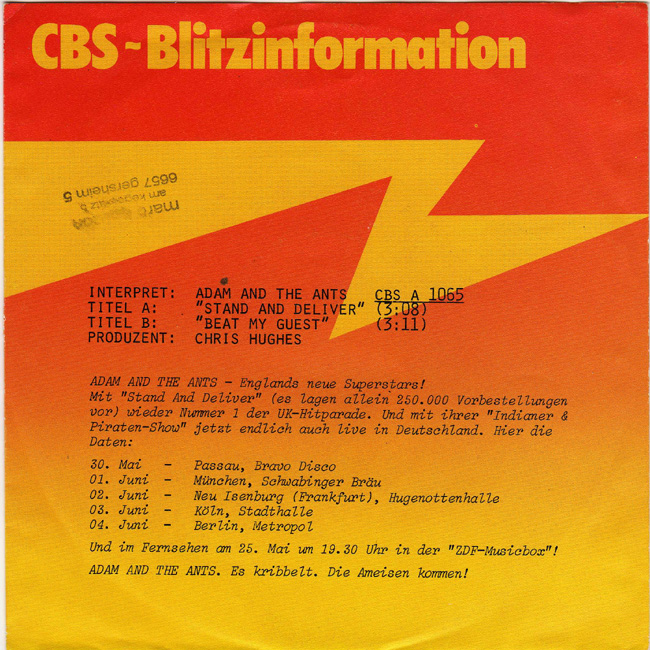 CBS~Blitzinformation
6657 gersheim 5
INTERPRET: ADAM AND THE ANTS CBS A 1065
TITEL A: "STAND AND DELIVER" (3:08)
TITEL B: "BEAT MY GUEST" (3:11)
PRODUZENT: CHRIS HUGHES
ADAM AND THE ANTS - Englands neue Superstars!
Mit "Stand And Deliver" (es lagen allein 250.000 Vorbestellungen
vor) wieder Nummer 1 der UK-Hitparade. Und mit ihrer "Indianer &
Piraten-Show" jetzt endlich auch live in Deutschland. Hier die
Daten:
30. Mai - Passau, Bravo Disco
01. Juni - München, Schwabinger Bräu
02. Juni - Neu Isenburg (Frankfurt), Hugenottenhalle
03. Juni - Köln, Stadthalle
04. Juni - Berlin, Metropol
Und im Fernsehen am 25. Mai um 19.30 Uhr in der "ZDF-Musicbox"!
ADAM AND THE ANTS. Es kribbelt. Die Ameisen kommen!